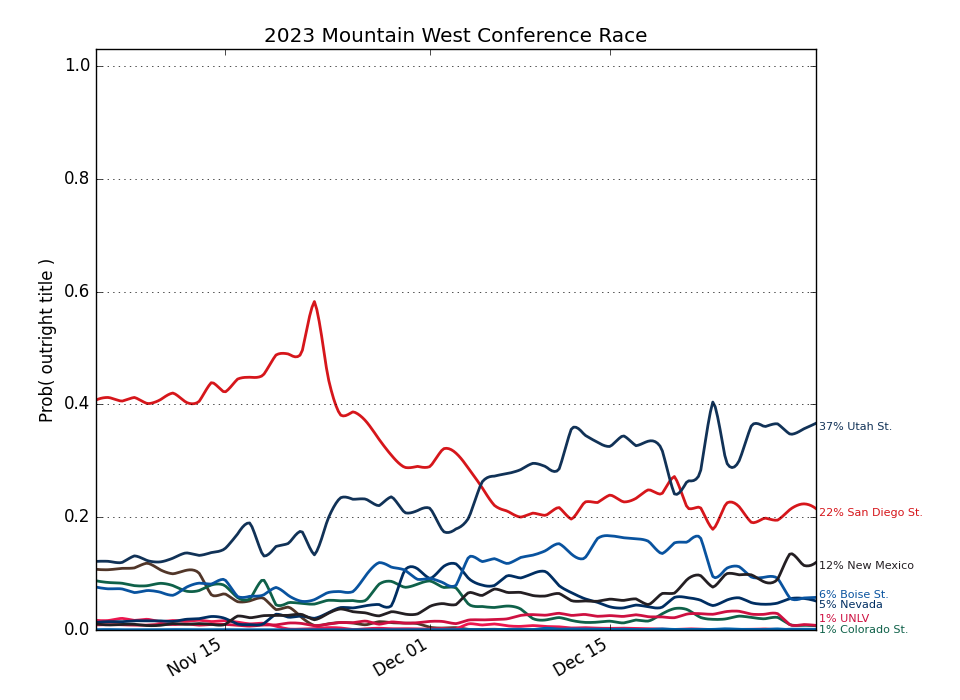 2023 Mountain West Conference Race
Prob( outright title )
1.0
0.8
0.6
0.4
0.2
0.0
Nov 15
Dec 01
Dec 15
37% Utah St.
22% San Diego St.
12% New Mexico
6% Boise St.
5% Nevada
1% UNLV
1% Colorado St.